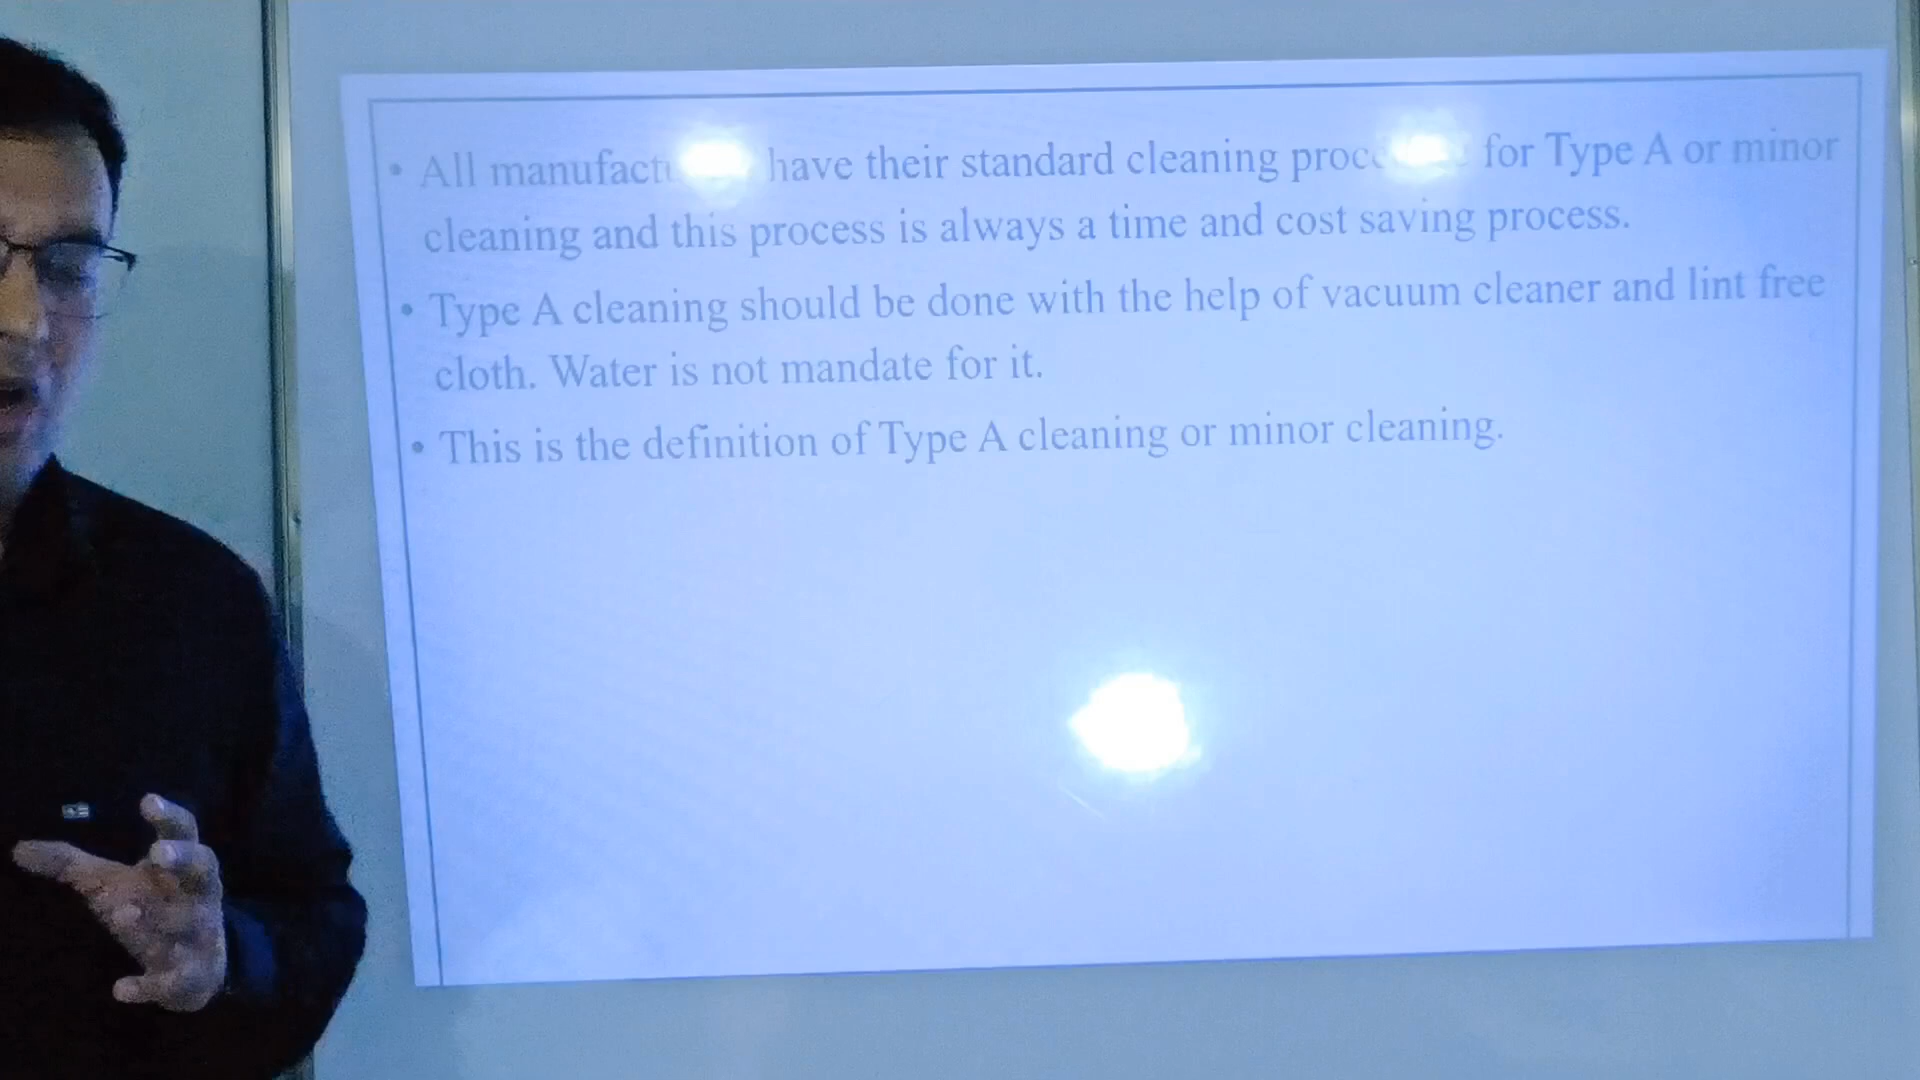 • All have their standard cleaning for Type A or minor
cleaning and this process is always a time and cost saving process.
• Type A cleaning should be done with the help of vacuum cleaner and lint free
cloth. Water is not mandate for it.
• This is the definition of Type A cleaning or minor cleaning.